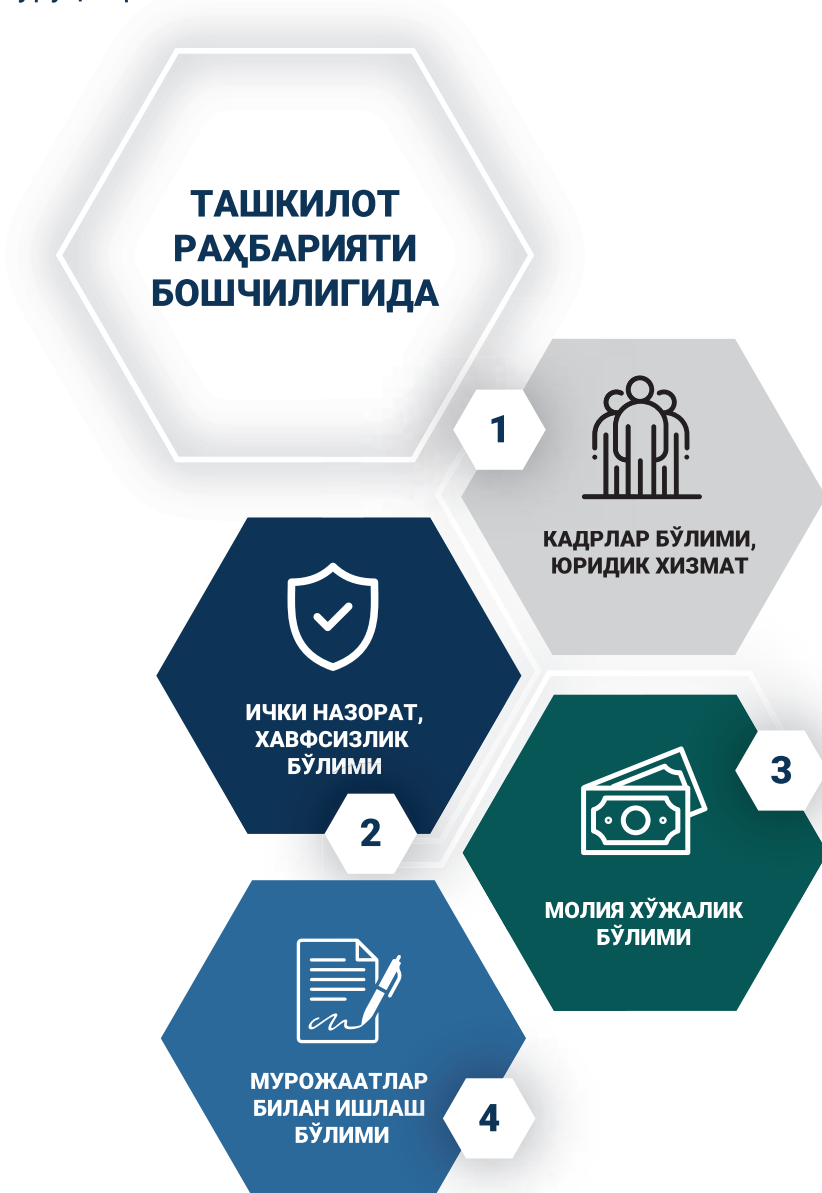 ТАШКИЛОТ
РАҲБАРИЯТИ
БОШЧИЛИГИДА
1
КАДРЛАР БЎЛИМИ,
ЮРИДИК ХИЗМАТ
ИЧКИ НАЗОРАТ,
ХАВФСИЗЛИК
БЎЛИМИ
2
3
МОЛИЯ ХЎЖАЛИК
БЎЛИМИ
МУРОЖААТЛАР
БИЛАН ИШЛАШ
БЎЛИМИ
4